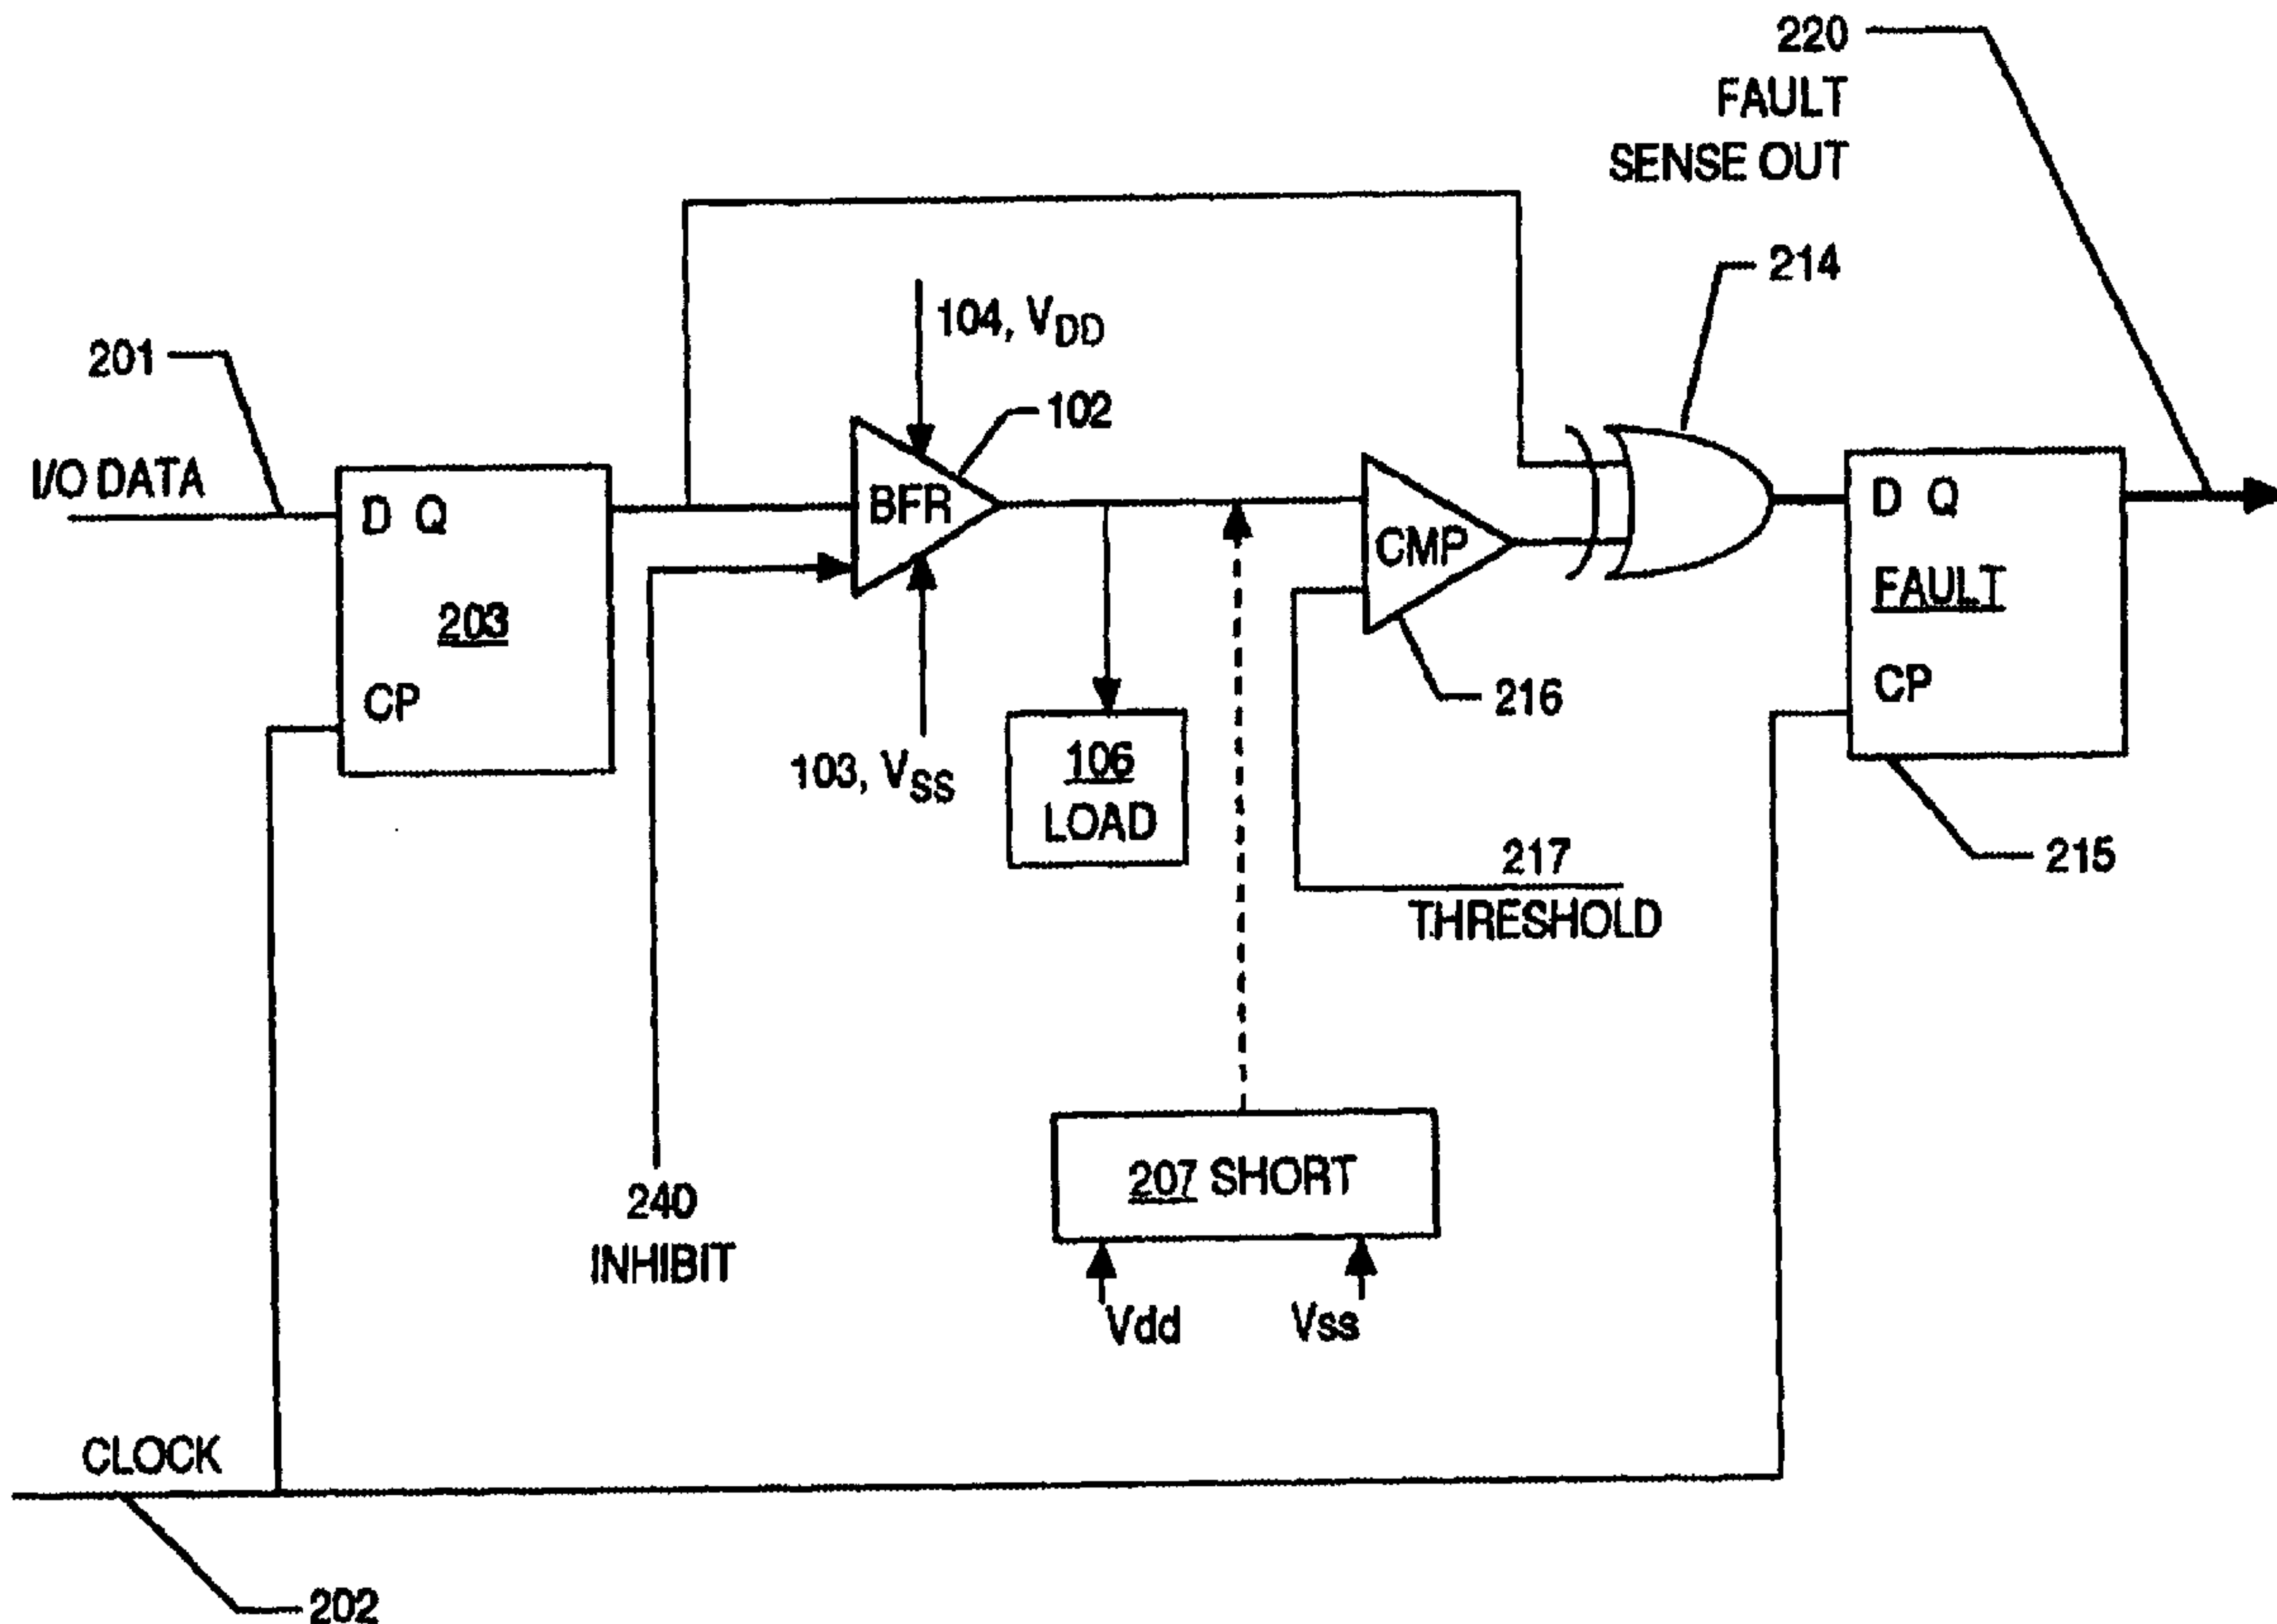 220
FAULT
SENSE OUT
214
104, VDD
201
102
I/O DATA
D Q
BFR
CMP
D Q
203
FAULT
CP
CP
216
103, VSS
106
LOAD
217
THRESHOLD
215
207 SHORT
240
INHIBIT
Vdd
Vss
CLOCK
202